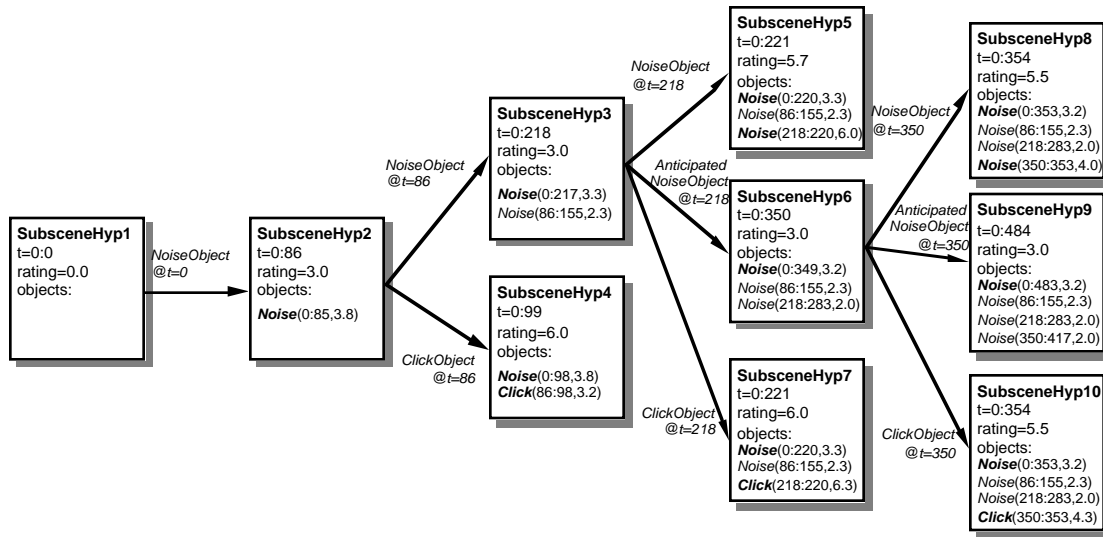 SubsceneHyp1
t=0:0
rating=0.0
objects:
NoiseObject
@t=0
SubsceneHyp2
t=0:86
rating=3.0
objects:
Noise(0:85,3.8)
NoiseObject
@t=86
ClickObject
@t=86
SubsceneHyp3
t=0:218
rating=3.0
objects:
Noise(0:217,3.3)
Noise(86:155,2.3)
SubsceneHyp4
t=0:99
rating=6.0
objects:
Noise(0:98,3.8)
Click(86:98,3.2)
NoiseObject
@t=218
Anticipated
NoiseObject
@t=218
ClickObject
@t=218
SubsceneHyp5
t=0:221
rating=5.7
objects:
Noise(0:220,3.3)
Noise(86:155,2.3)
Noise(218:220,6.0)
SubsceneHyp6
t=0:350
rating=3.0
objects:
Noise(0:349,3.2)
Noise(86:155,2.3)
Noise(218:283,2.0)
SubsceneHyp7
t=0:221
rating=6.0
objects:
Noise(0:220,3.3)
Noise(86:155,2.3)
Click(218:220,6.3)
NoiseObject
@t=350
Anticipated
NoiseObject
@t=350
ClickObject
@t=350
SubsceneHyp8
t=0:354
rating=5.5
objects:
Noise(0:353,3.2)
Noise(86:155,2.3)
Noise(218:283,2.0)
Noise(350:353,4.0)
SubsceneHyp9
t=0:484
rating=3.0
objects:
Noise(0:483,3.2)
Noise(86:155,2.3)
Noise(218:283,2.0)
Noise(350:417,2.0)
SubsceneHyp10
t=0:354
rating=5.5
objects:
Noise(0:353,3.2)
Noise(86:155,2.3)
Noise(218:283,2.0)
Click(350:353,4.3)